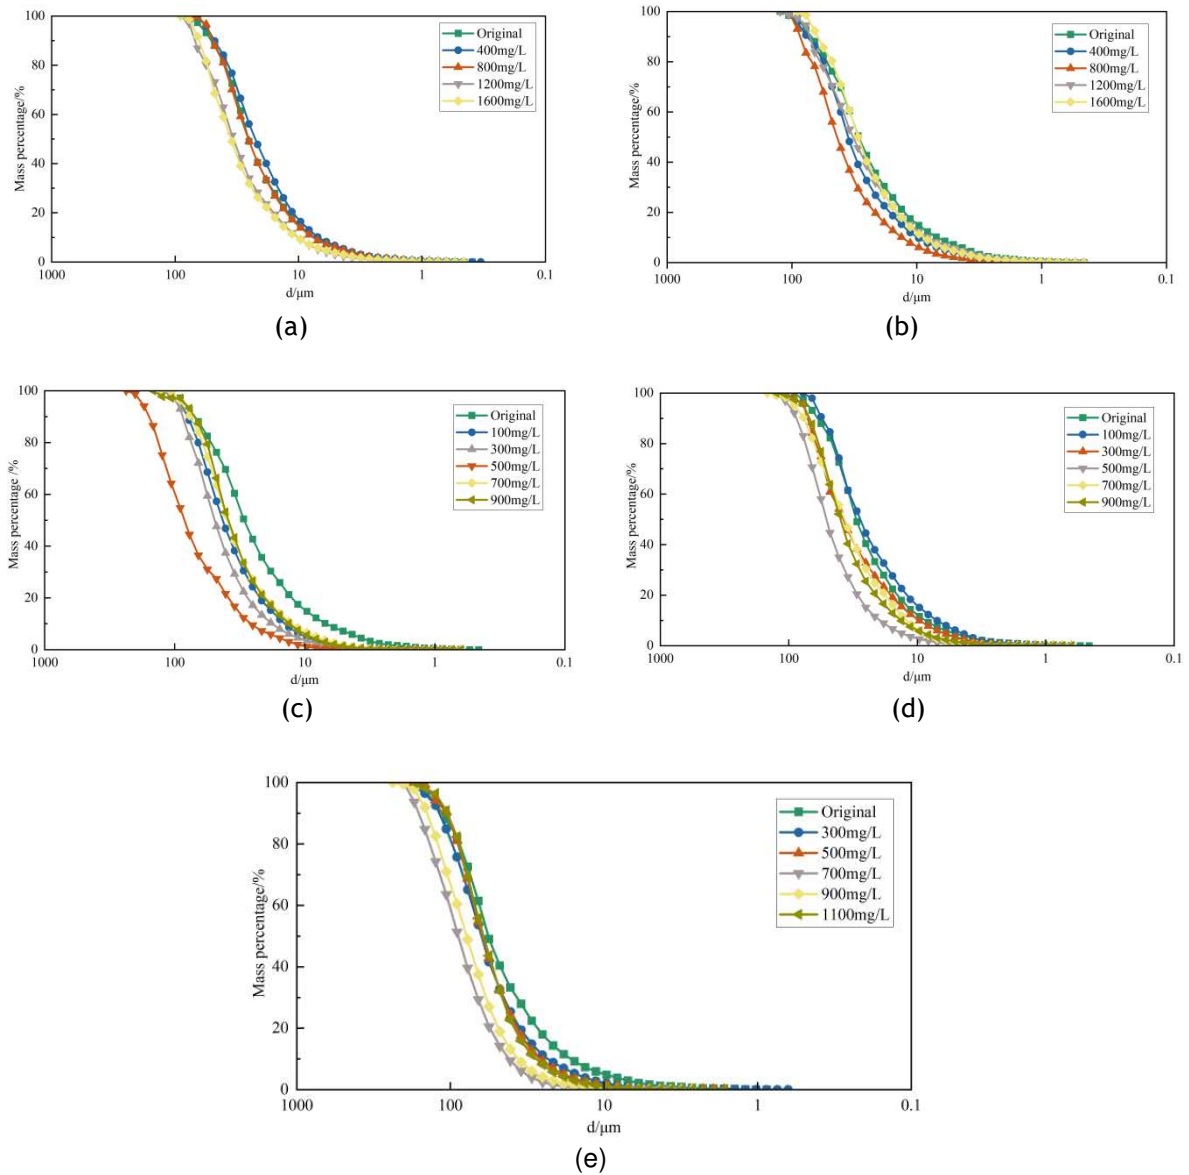 100
80
60
40
20
0
Mass percentage/%
Original
400mg/L
800mg/L
1200mg/L
1600mg/L
1000
100
10
1
0.1
d/μm
(a)
100
80
60
40
20
0
Mass percentage/%
Original
400mg/L
800mg/L
1200mg/L
1600mg/L
1000
100
10
1
0.1
d/μm
(b)
100
80
60
40
20
0
Mass percentage /%
Original
100mg/L
300mg/L
500mg/L
700mg/L
900mg/L
1000
100
10
1
0.1
d/μm
(c)
100
80
60
40
20
0
Mass percentage/%
Original
100mg/L
300mg/L
500mg/L
700mg/L
900mg/L
1000
100
10
1
0.1
d/μm
(d)
100
80
60
40
20
0
Mass percentage/%
Original
300mg/L
500mg/L
700mg/L
900mg/L
1100mg/L
1000
100
10
1
0.1
d/μm
(e)